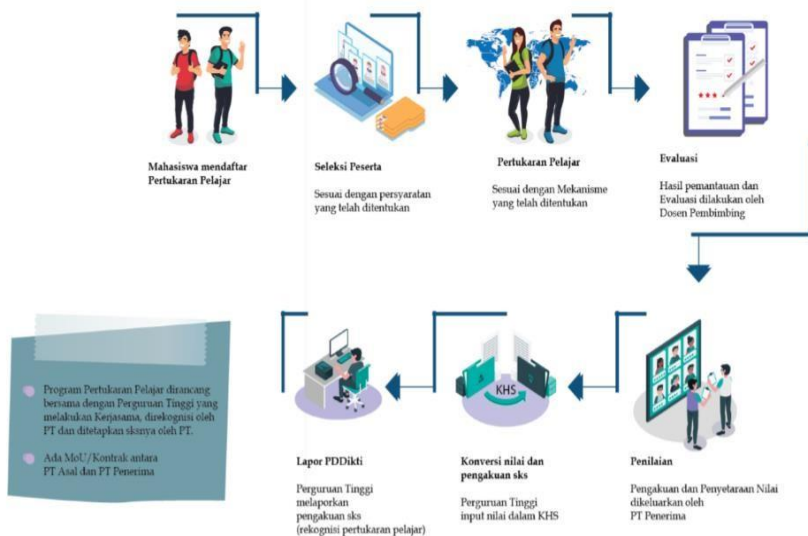 Mahasiswa mendaftar
Pertukaran Pelajar
Seleksi Peserta
Sesuai dengan persyaratan
yang telah ditentukan
Pertukaran Pelajar
Sesuai dengan Mekanisme
yang telah ditentukan
Evaluasi
Hasil pemantauan dan
Evaluasi dilakukan oleh
Dosen Pembimbing
Penilaian
Pengakuan dan Penyetaraan Nilai
dikeluarkan oleh
PT Penerima
KHS
Konversi nilai dan
pengakuan sks
Perguruan Tinggi
input nilai dalam KHS
Lapor PDDikti
Perguruan Tinggi
melaporkan
pengakuan sks
(rekognisi pertukaran pelajar)
Program Pertukaran Pelajar dirancang
bersama dengan Perguruan Tinggi yang
melakukan Kerjasama, direkognisi oleh
PT dan ditetapkan sksnya oleh PT.
Ada MoU/Kontrak antara
PT Asal dan PT Penerima